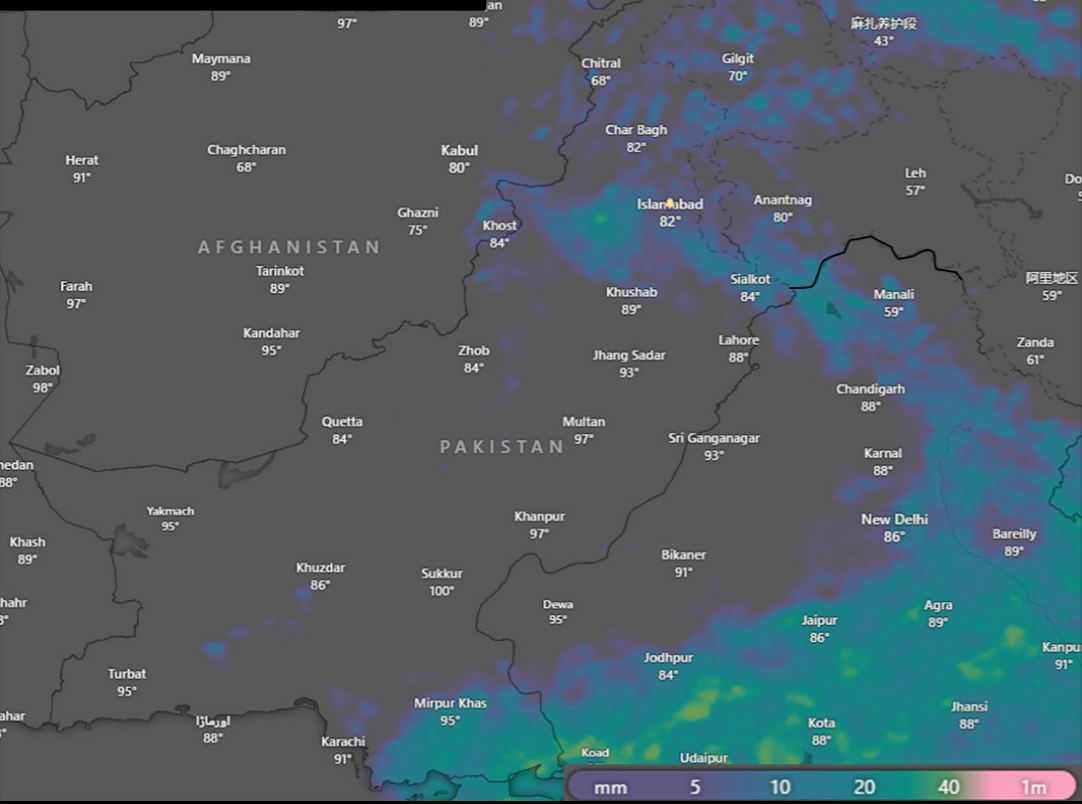 97°
89°
麻扎养护段
43°
Maymana
89°
Chitral
68°
Gilgit
70°
Char Bagh
82°
Herat
91°
Chaghcharan
68°
Kabul
80°
Leh
57°
Islamabad
82°
Anantnag
80°
Ghazni
75°
Khost
84°
AFGHANISTAN
Tarinkot
89°
Farah
97°
Khushab
89°
Sialkot
84°
Manali
59°
阿里地区
59°
Kandahar
95°
Zhob
84°
Jhang Sadar
93°
Lahore
88°
Zanda
61°
Zabol
98°
Chandigarh
88°
Quetta
84°
Multan
97°
PAKISTAN
Sri Ganganagar
93°
Karnal
88°
88°
Yakmach
95°
Khanpur
97°
New Delhi
86°
Bareilly
89°
Khash
89°
Khuzdar
86°
Sukkur
100°
Bikaner
91°
Dewa
95°
Jaipur
86°
Agra
89°
Turbat
95°
Jodhpur
84°
91°
Mirpur Khas
95°
Kota
88°
Jhansi
88°
اورماڑا
88°
Karachi
91°
Koad
Udaipur
mm 5 10 20 40 1m